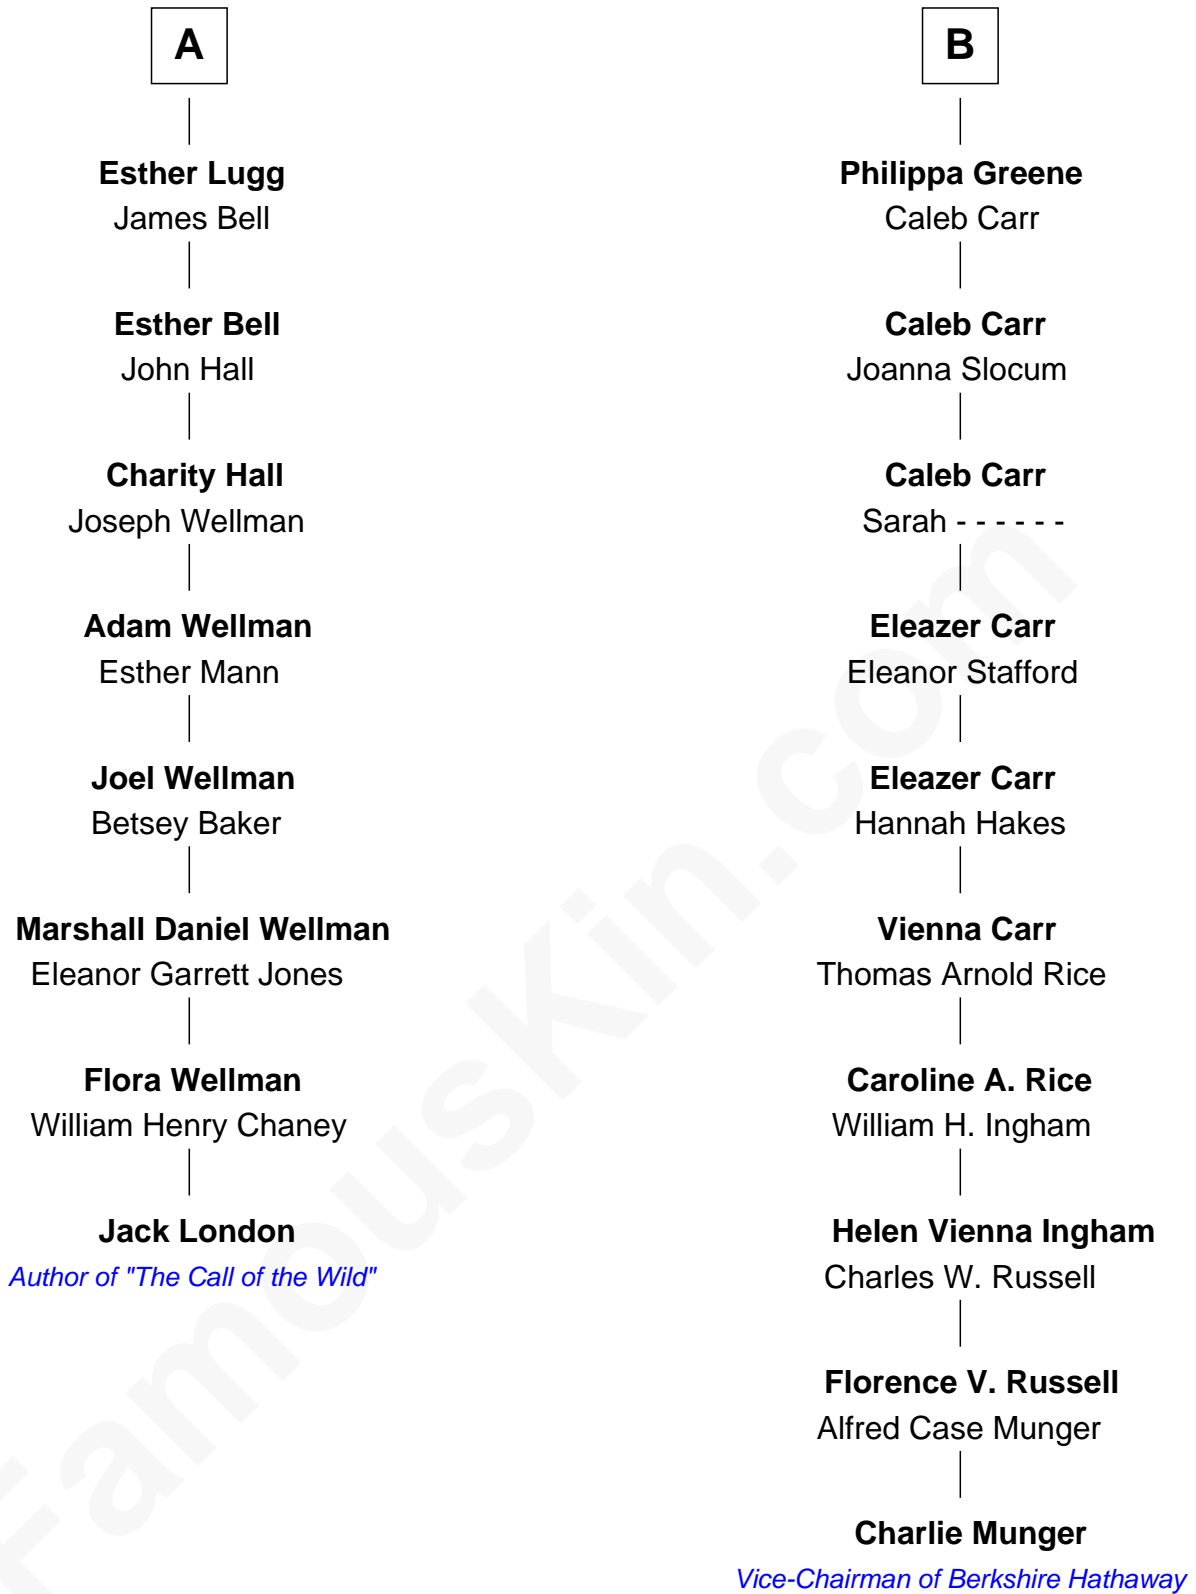 A
Esther Lugg
James Bell
Esther Bell
John Hall
Charity Hall
Joseph Wellman
Adam Wellman
Esther Mann
Joel Wellman
Betsey Baker
Marshall Daniel Wellman
Eleanor Garrett Jones
Flora Wellman
William Henry Chaney
Jack London
Author of "The Call of the Wild"
B
Philippa Greene
Caleb Carr
Caleb Carr
Joanna Slocum
Caleb Carr
Sarah - - - - - -
Eleazer Carr
Eleanor Stafford
Eleazer Carr
Hannah Hakes
Vienna Carr
Thomas Arnold Rice
Caroline A. Rice
William H. Ingham
Helen Vienna Ingham
Charles W. Russell
Florence V. Russell
Alfred Case Munger
Charlie Munger
Vice-Chairman of Berkshire Hathaway
FamousKin.com